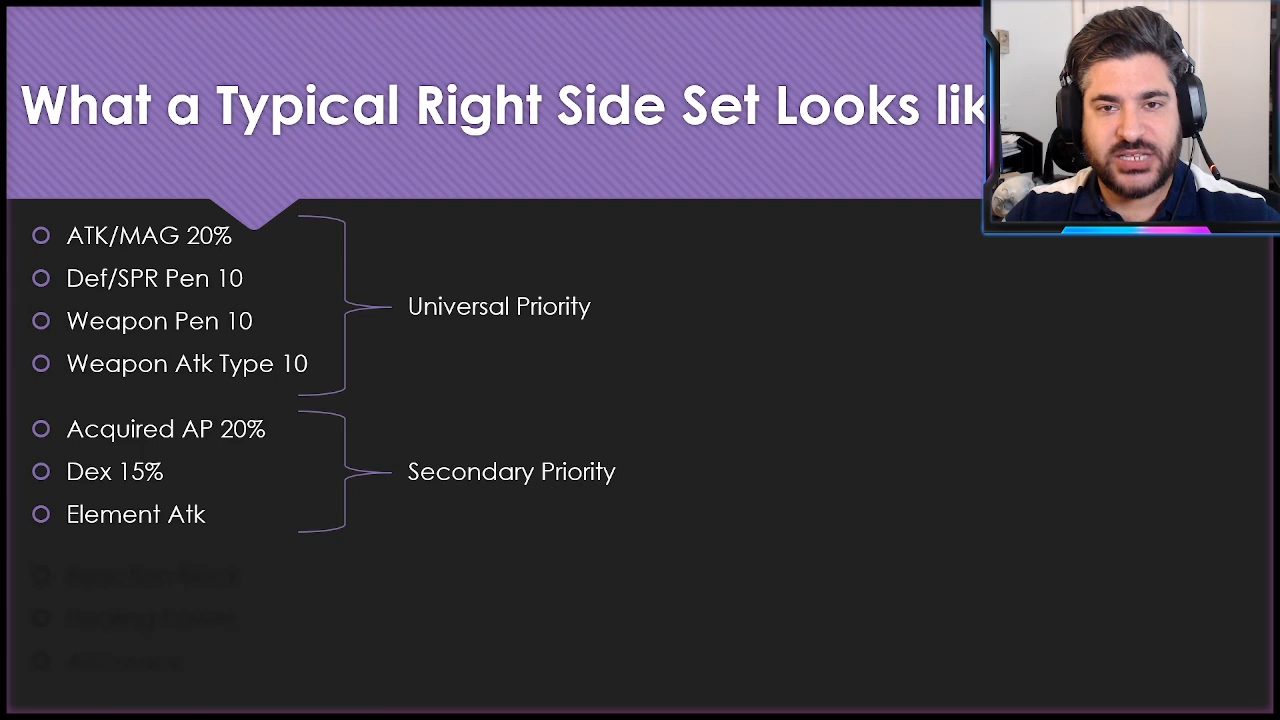 What a Typical Right Side Set Looks lik
ATK/MAG 20%
Def/SPR Pen 10
Weapon Pen 10
Weapon Atk Type 10
Universal Priority
Acquired AP 20%
Dex 15%
Element Atk
Secondary Priority